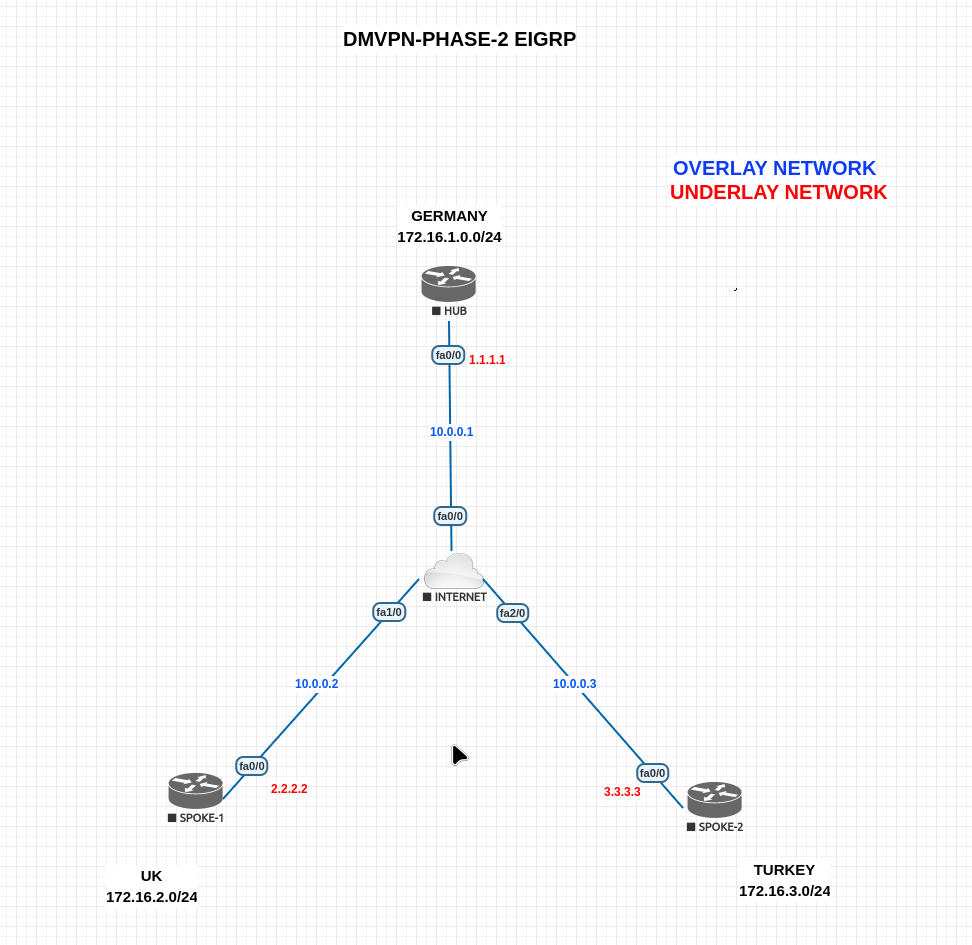 DMVPN-PHASE-2 EIGRP
OVERLAY NETWORK
UNDERLAY NETWORK
GERMANY
172.16.1.0.0/24
HUB
fa0/0
1.1.1.1
10.0.0.1
fa0/0
INTERNET
fa1/0
fa2/0
10.0.0.2
10.0.0.3
fa0/0
fa0/0
2.2.2.2
3.3.3.3
SPOKE-1
SPOKE-2
UK
172.16.2.0/24
TURKEY
172.16.3.0/24